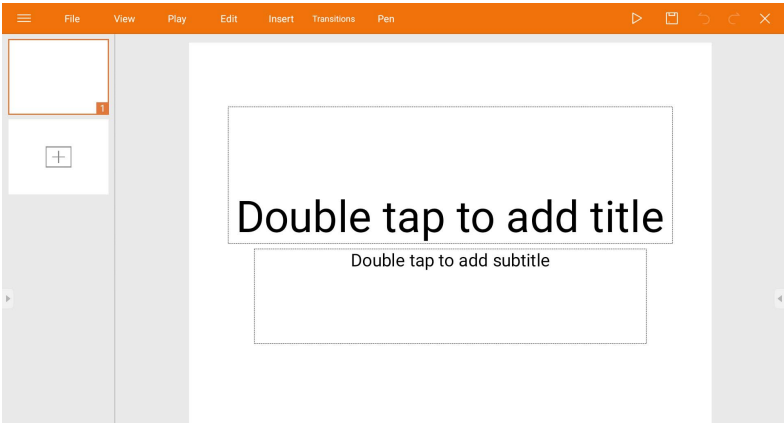 File View Play Edit Insert Transitions Pen
1
Double tap to add title
Double tap to add subtitle